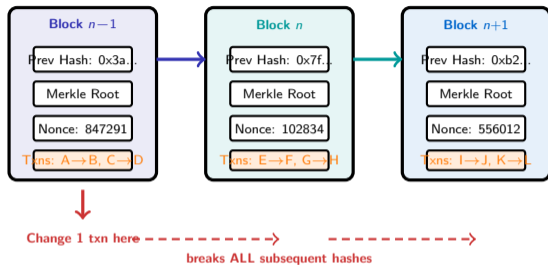 Block n−1
Prev Hash: 0x3a...
Merkle Root
Nonce: 847291
Txns: A→B, C→D
Block n
Prev Hash: 0x7f...
Merkle Root
Nonce: 102834
Txns: E→F, G→H
Block n+1
Prev Hash: 0xb2...
Merkle Root
Nonce: 556012
Txns: I→J, K→L
Change 1 txn here
breaks ALL subsequent hashes